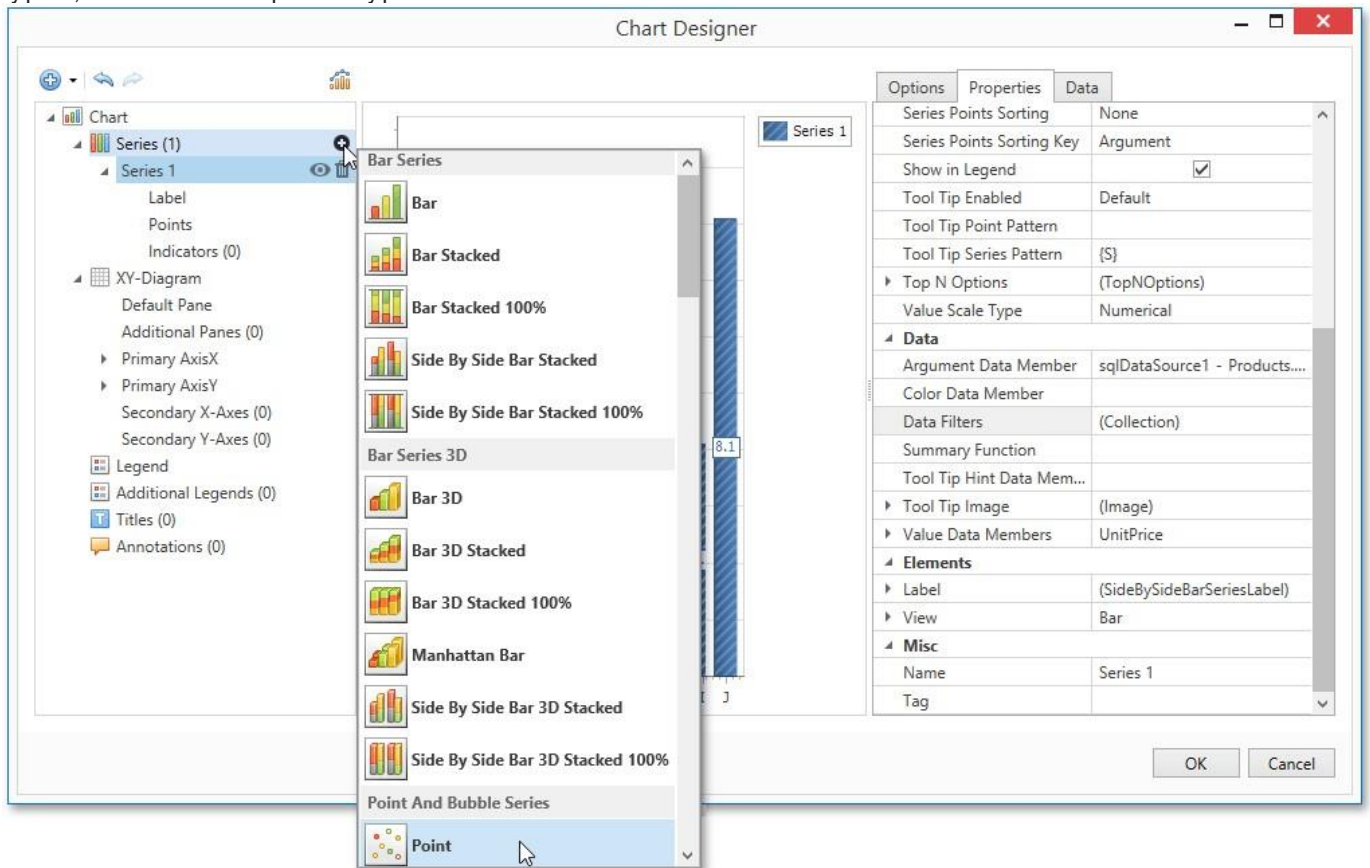 Chart Designer
Options Properties Data
Chart
Series (1)
Series 1
Label
Points
Indicators (0)
XY-Diagram
Default Pane
Additional Panes (0)
Primary AxisX
Primary AxisY
Secondary X-Axes (0)
Secondary Y-Axes (0)
Legend
Additional Legends (0)
Titles (0)
Annotations (0)
Bar Series
Bar
Bar Stacked
Bar Stacked 100%
Side By Side Bar Stacked
Side By Side Bar Stacked 100%
Bar Series 3D
Bar 3D
Bar 3D Stacked
Bar 3D Stacked 100%
Manhattan Bar
Side By Side Bar 3D Stacked
Side By Side Bar 3D Stacked 100%
Point And Bubble Series
Point
Series 1
8.1
J
Series Points Sorting None
Series Points Sorting Key Argument
Show in Legend
Tool Tip Enabled Default
Tool Tip Point Pattern
Tool Tip Series Pattern {S}
Top N Options (TopNOptions)
Value Scale Type Numerical
Data
Argument Data Member sqlDataSource1 - Products....
Color Data Member
Data Filters (Collection)
Summary Function
Tool Tip Hint Data Mem...
Tool Tip Image (Image)
Value Data Members UnitPrice
Elements
Label (SideBySideBarSeriesLabel)
View Bar
Misc
Name Series 1
Tag
OK Cancel